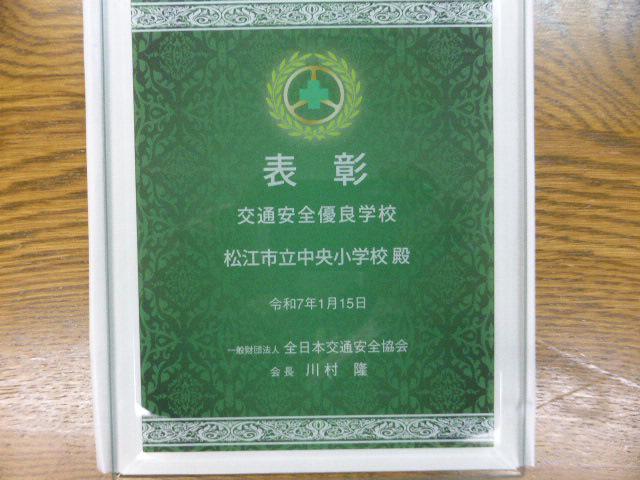 表 彰
交通安全優良学校
松江市立中央小学校 殿
令和7年1月15日
一般財団法人 全日本交通安全協会
会長 川村 隆